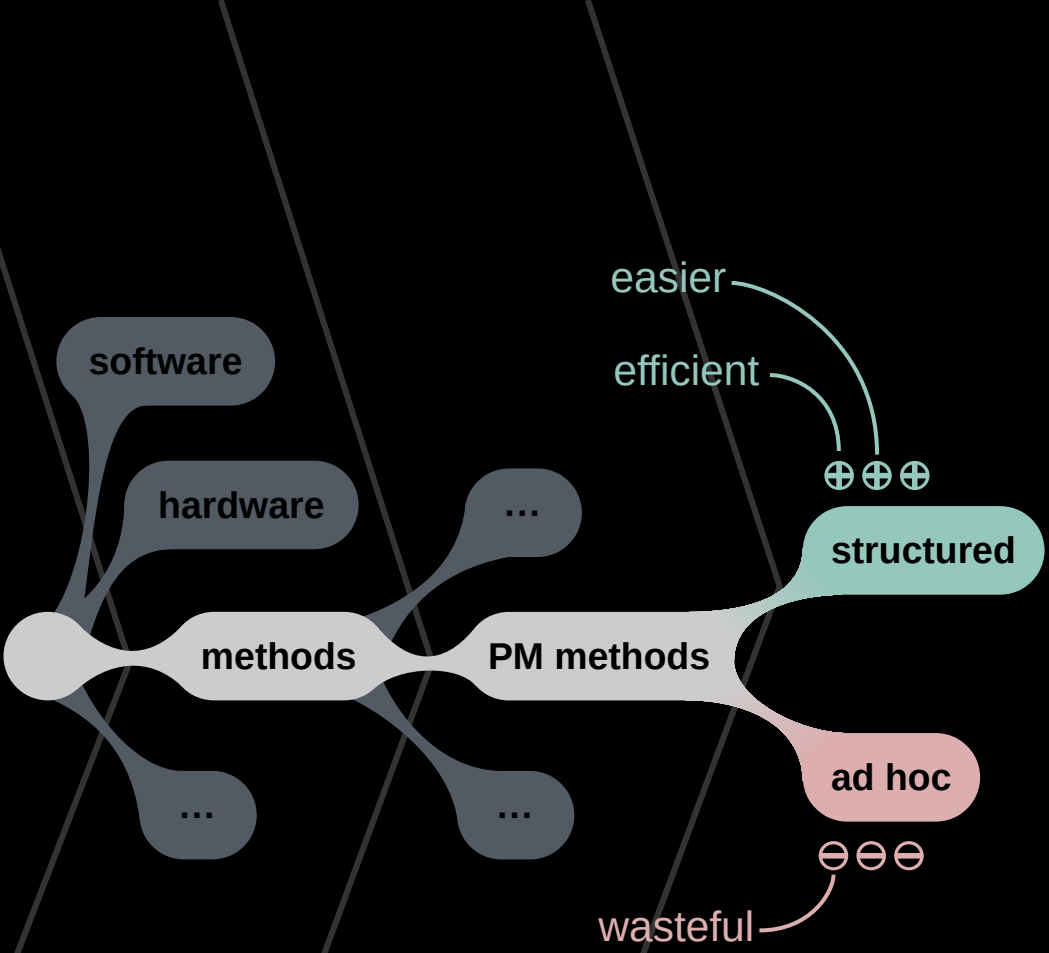 easier
efficient
software
hardware
...
structured
methods
PM methods
ad hoc
...
...
wasteful